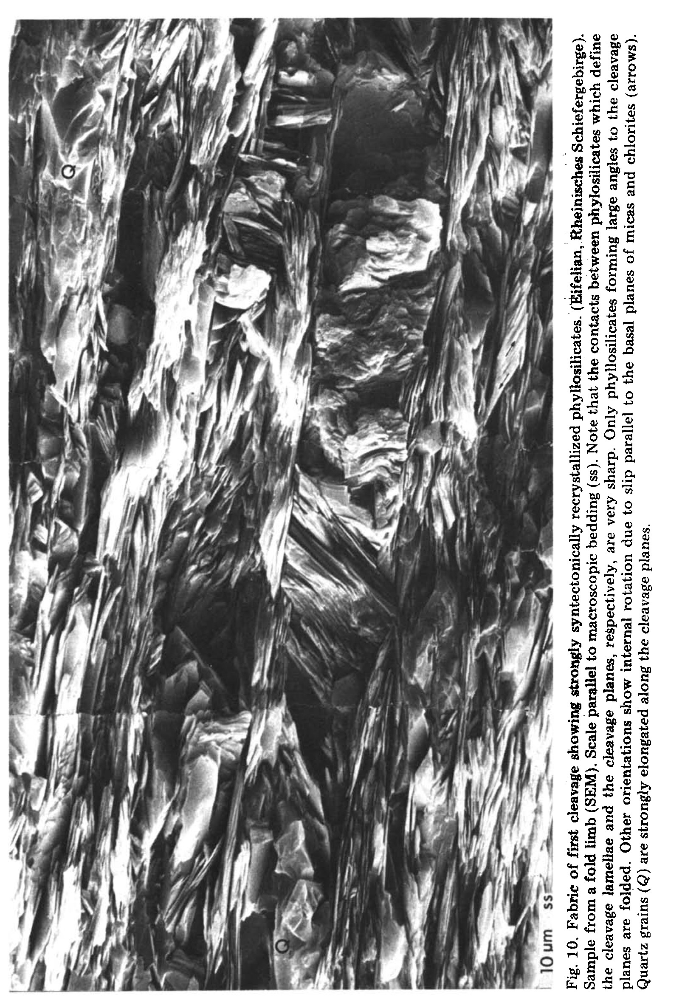 Q
Q
10 µm ss
Fig. 10. Fabric of first cleavage showing strongly syntectonically recrystallized phyllosilicates. (Eifelian, Rheinisches Schiefergebirge).
Sample from a fold limb (SEM). Scale parallel to macroscopic bedding (ss). Note that the contacts between phylosilicates which define
the cleavage lamellae and the cleavage planes, respectively, are very sharp. Only phyllosilicates forming large angles to the cleavage
planes are folded. Other orientations show internal rotation due to slip parallel to the basal planes of micas and chlorites (arrows).
Quartz grains (Q) are strongly elongated along the cleavage planes.